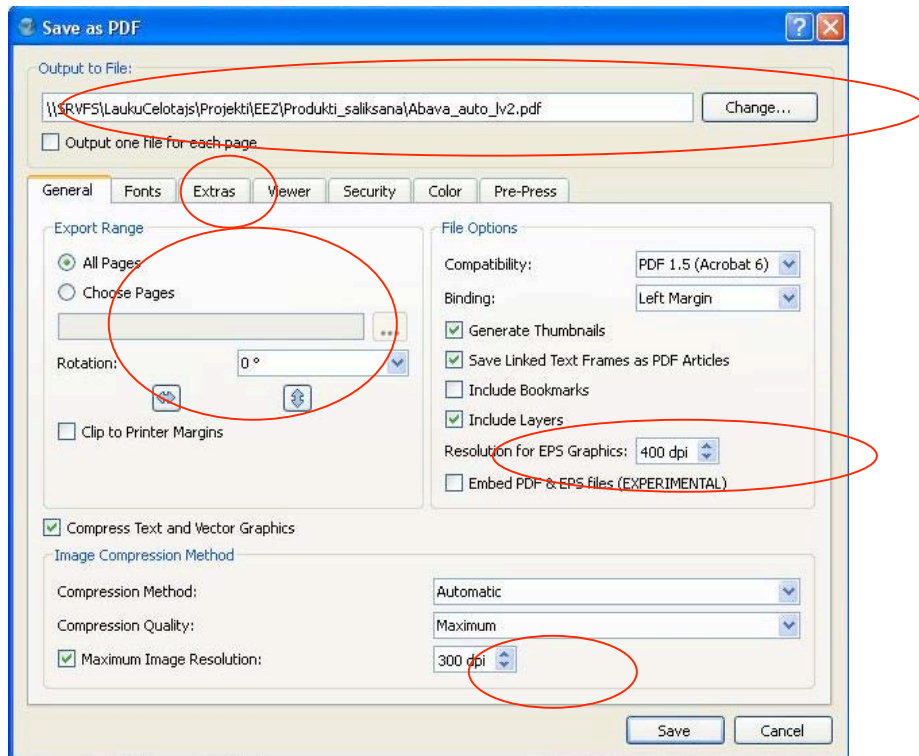 Save as PDF
Output to File:
\\SRVFS\LaukuCelotajs\Projekti\EEZ\Produkti_saliksana\Abava_auto_lv2.pdf
Change...
Output one file for each page
General Fonts Extras Viewer Security Color Pre-Press
Export Range
All Pages
Choose Pages
...
Rotation: 0 °
Clip to Printer Margins
File Options
Compatibility: PDF 1.5 (Acrobat 6)
Binding: Left Margin
Generate Thumbnails
Save Linked Text Frames as PDF Articles
Include Bookmarks
Include Layers
Resolution for EPS Graphics: 400 dpi
Embed PDF & EPS files (EXPERIMENTAL)
Compress Text and Vector Graphics
Image Compression Method
Compression Method: Automatic
Compression Quality: Maximum
Maximum Image Resolution: 300 dpi
Save Cancel